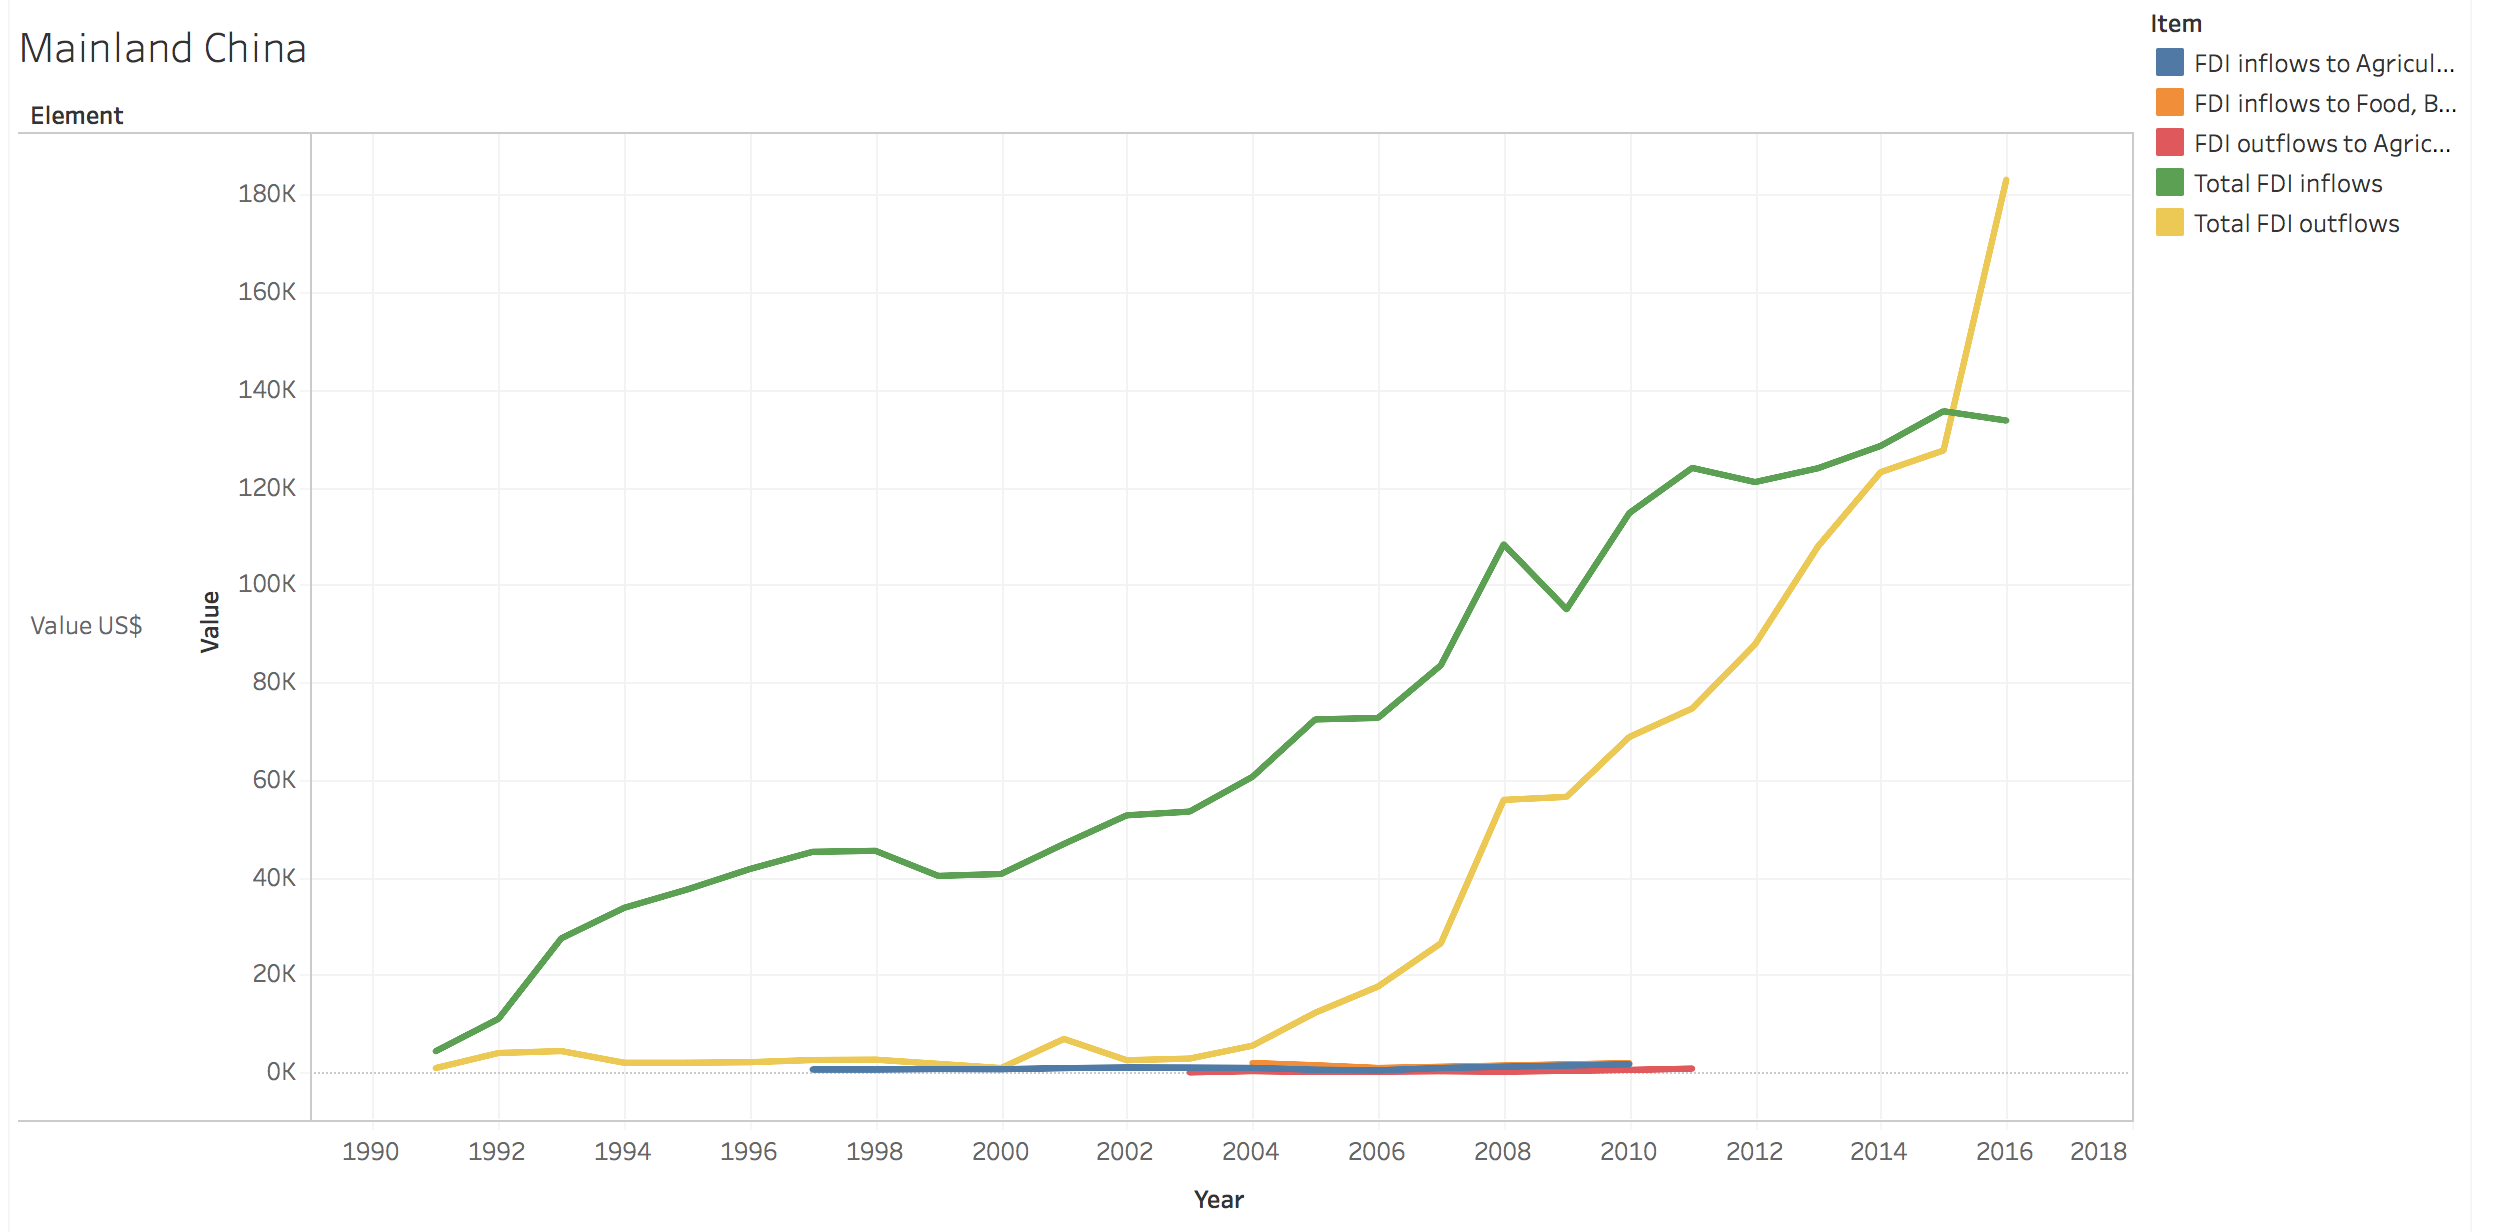 Mainland China
Item
FDI inflows to Agricul...
FDI inflows to Food, B...
FDI outflows to Agric...
Total FDI inflows
Total FDI outflows
Element
Value US$
Value
180K
160K
140K
120K
100K
80K
60K
40K
20K
0K
1990 1992 1994 1996 1998 2000 2002 2004 2006 2008 2010 2012 2014 2016 2018
Year